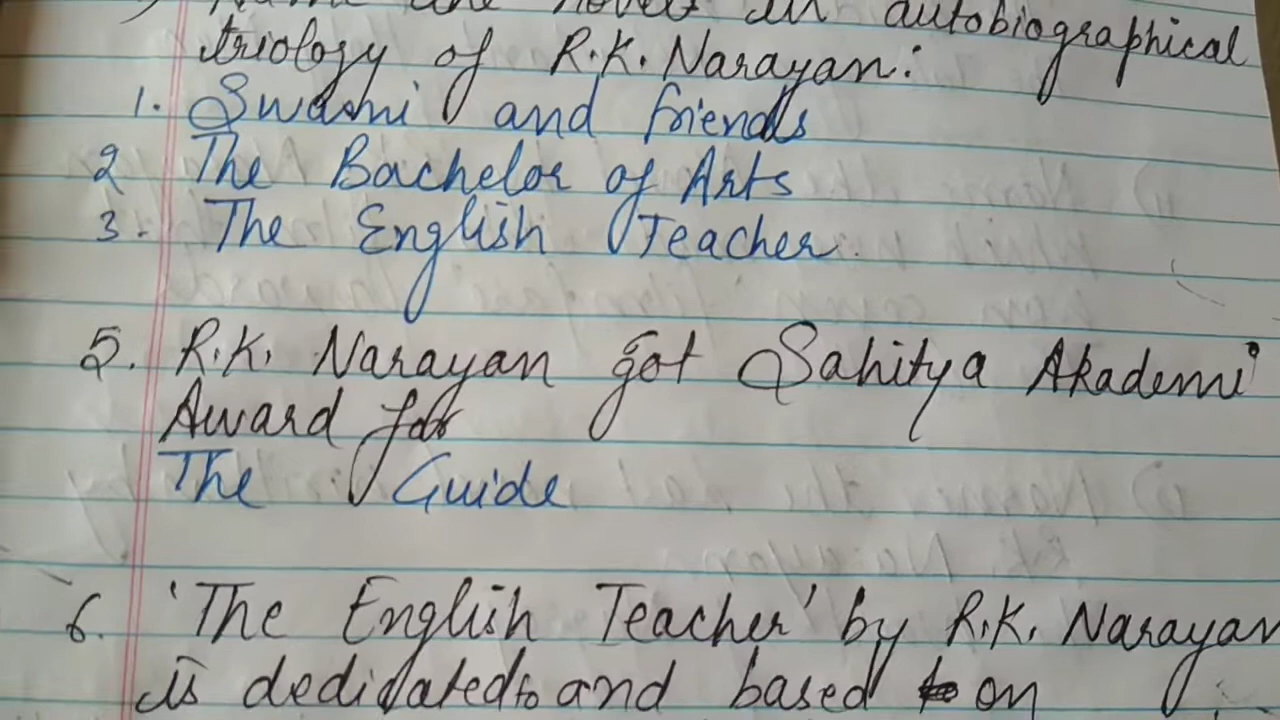 autobiographical
triology of R.K. Narayan:
1. Swami and friends
2 The Bachelor of Arts
3. The English Teacher.
5. R.K. Narayan got Sahitya Akademi
Award for
The Guide
6. 'The English Teacher' by R.K. Narayan
is dedidated to and based on